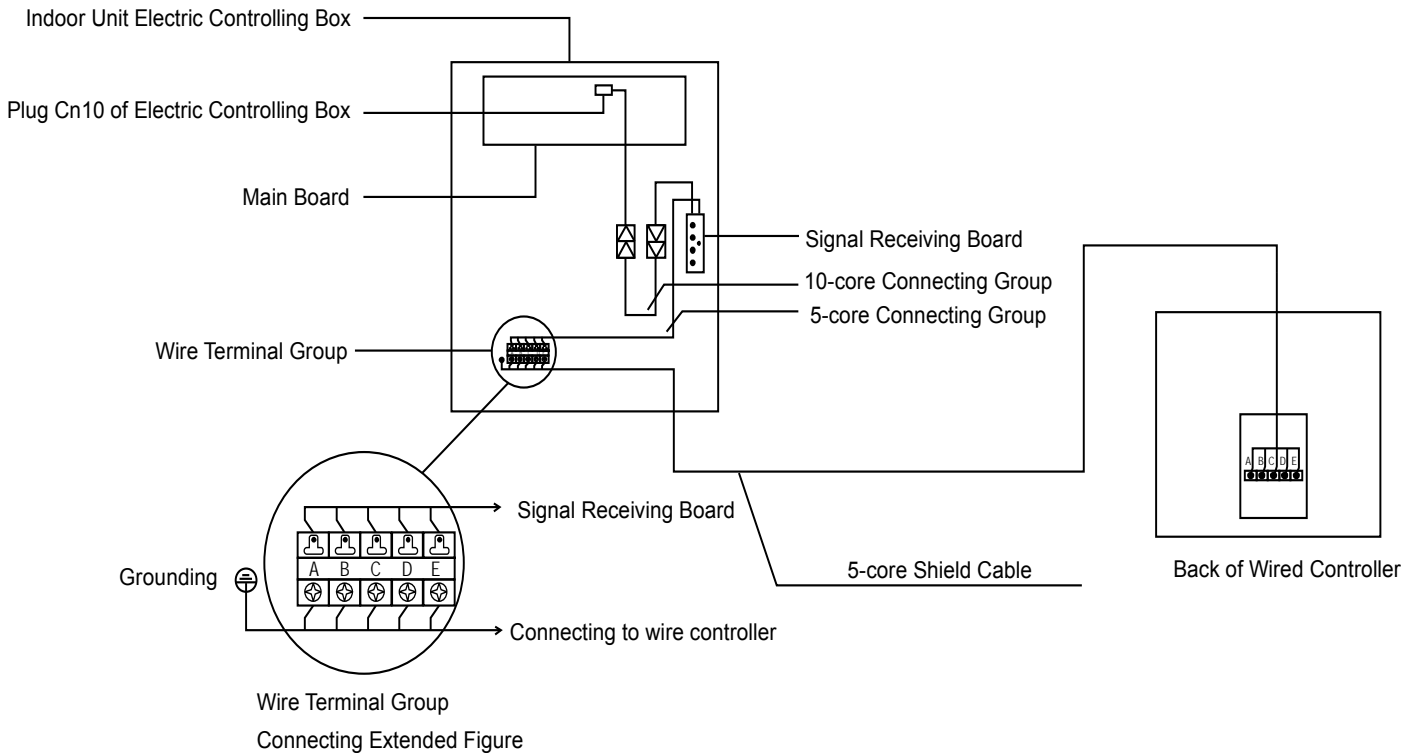 Indoor Unit Electric Controlling Box
Plug Cn10 of Electric Controlling Box
Main Board
Signal Receiving Board
10-core Connecting Group
5-core Connecting Group
Wire Terminal Group
A B C D E
Signal Receiving Board
A B C D E
Grounding
5-core Shield Cable
Back of Wired Controller
Connecting to wire controller
Wire Terminal Group
Connecting Extended Figure